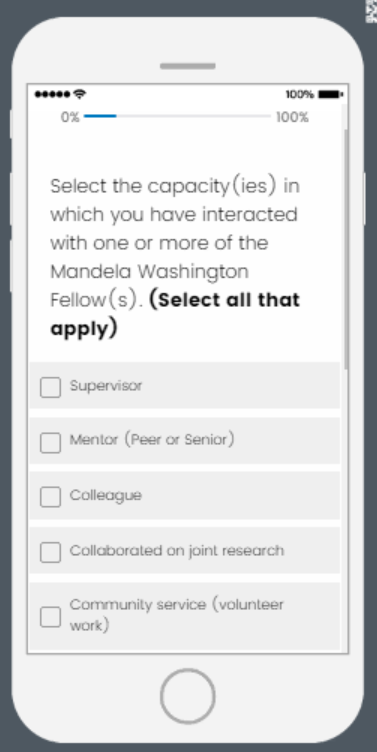 100%
0% 100%
Select the capacity(ies) in
which you have interacted
with one or more of the
Mandela Washington
Fellow(s). (Select all that
apply)
Supervisor
Mentor (Peer or Senior)
Colleague
Collaborated on joint research
Community service (volunteer
work)